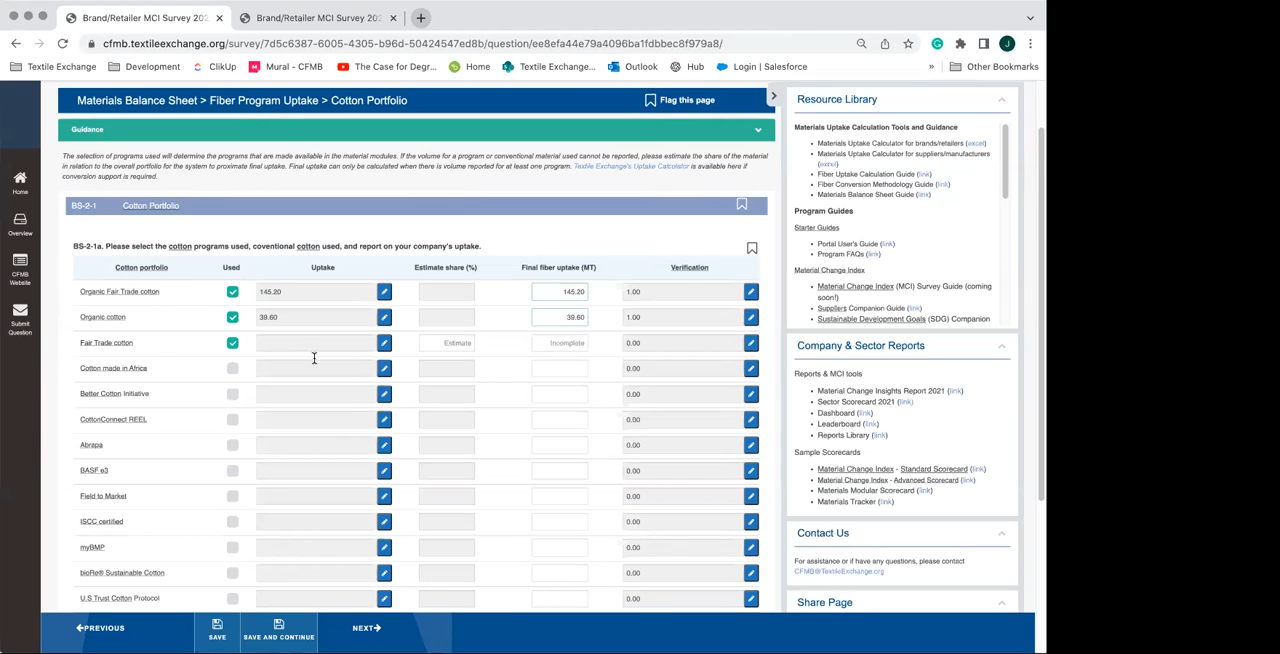 Brand/Retailer MCI Survey 202
Brand/Retailer MCI Survey 202
cfmb.textileexchange.org/survey/7d5c6387-6005-4305-b96d-50424547ed8b/question/ee8efa44e79a4096ba1fdbbec8f979a8/
J
Textile Exchange
Development
ClikUp
Mural - CFMB
The Case for Degr...
Home
Textile Exchange...
Outlook
Hub
Login | Salesforce
»
Other Bookmarks
Home
Overview
CFMB
Website
Submit
Question
Materials Balance Sheet > Fiber Program Uptake > Cotton Portfolio
Flag this page
Guidance
The selection of programs used will determine the programs that are made available in the material modules. If the volume for a program or conventional material used cannot be reported, please estimate the share of the material
in relation to the overall portfolio for the system to proximate final uptake. Final uptake can only be calculated when there is volume reported for at least one program. Textile Exchange's Uptake Calculator is available here if
conversion support is required.
BS-2-1 Cotton Portfolio
BS-2-1a. Please select the cotton programs used, coventional cotton used, and report on your company's uptake.
Cotton portfolio Used Uptake Estimate share (%) Final fiber uptake (MT) Verification
Organic Fair Trade cotton 145.20 145.20 1.00
Organic cotton 39.60 39.60 1.00
Fair Trade cotton Estimate Incomplete 0.00
Cotton made in Africa 0.00
Better Cotton Initiative 0.00
CottonConnect REEL 0.00
Abrapa 0.00
BASF e3 0.00
Field to Market 0.00
ISCC certified 0.00
myBMP 0.00
bioRe® Sustainable Cotton 0.00
U.S Trust Cotton Protocol 0.00
PREVIOUS
SAVE
SAVE AND CONTINUE
NEXT
Resource Library
Materials Uptake Calculation Tools and Guidance
Materials Uptake Calculator for brands/retailers (excel)
Materials Uptake Calculator for suppliers/manufacturers
(excel)
Fiber Uptake Calculation Guide (link)
Fiber Conversion Methodology Guide (link)
Materials Balance Sheet Guide (link)
Program Guides
Starter Guides
Portal User's Guide (link)
Program FAQs (link)
Material Change Index
Material Change Index (MCI) Survey Guide (coming
soon!)
Suppliers Companion Guide (link)
Sustainable Development Goals (SDG) Companion
Company & Sector Reports
Reports & MCI tools
Material Change Insights Report 2021 (link)
Sector Scorecard 2021 (link)
Dashboard (link)
Leaderboard (link)
Reports Library (link)
Sample Scorecards
Material Change Index - Standard Scorecard (link)
Material Change Index - Advanced Scorecard (link)
Materials Modular Scorecard (link)
Materials Tracker (link)
Contact Us
For assistance or if have any questions, please contact
CFMB@TextileExchange.org
Share Page